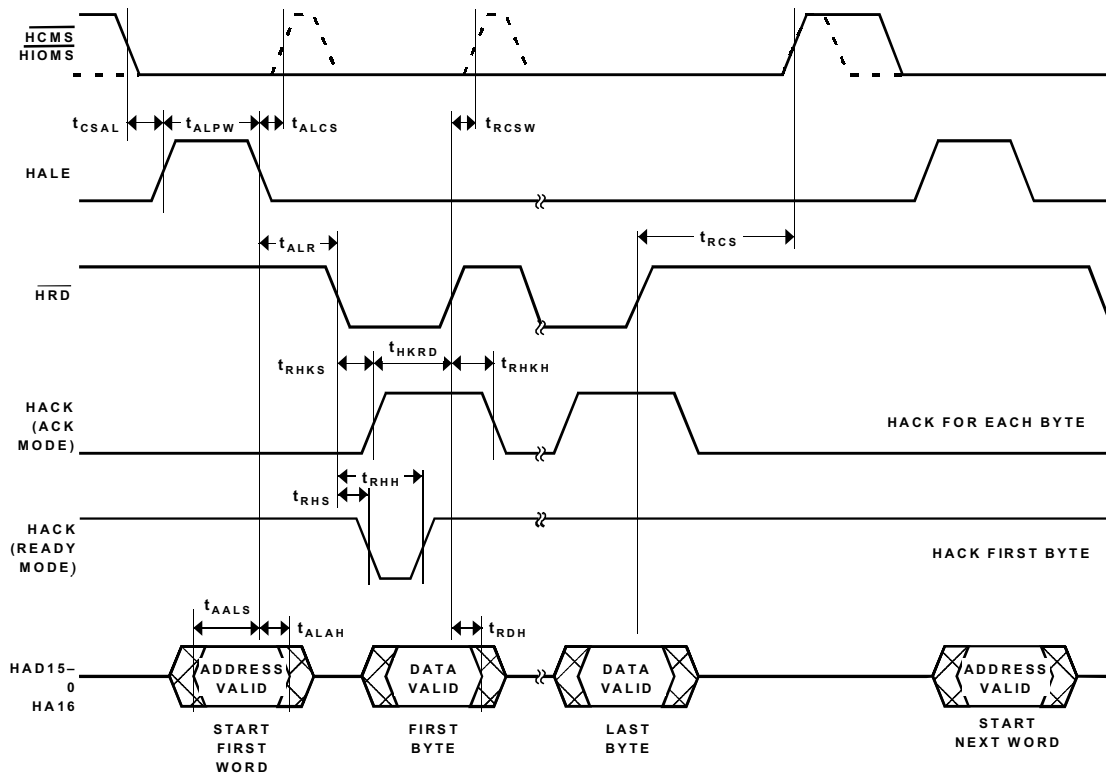 HCMS
HIOMS
tCSAL
tALPW
tALCS
tRCSW
HALE
tALR
tRCS
HRD
tRHKS
tHKRD
tRHKH
HACK
(ACK
MODE)
HACK FOR EACH BYTE
tRHH
tRHS
HACK
(READY
MODE)
HACK FIRST BYTE
tAALS
tALAH
tRDH
HAD15–
0
HA16
ADDRESS
VALID
DATA
VALID
DATA
VALID
ADDRESS
VALID
START
FIRST
WORD
FIRST
BYTE
LAST
BYTE
START
NEXT WORD